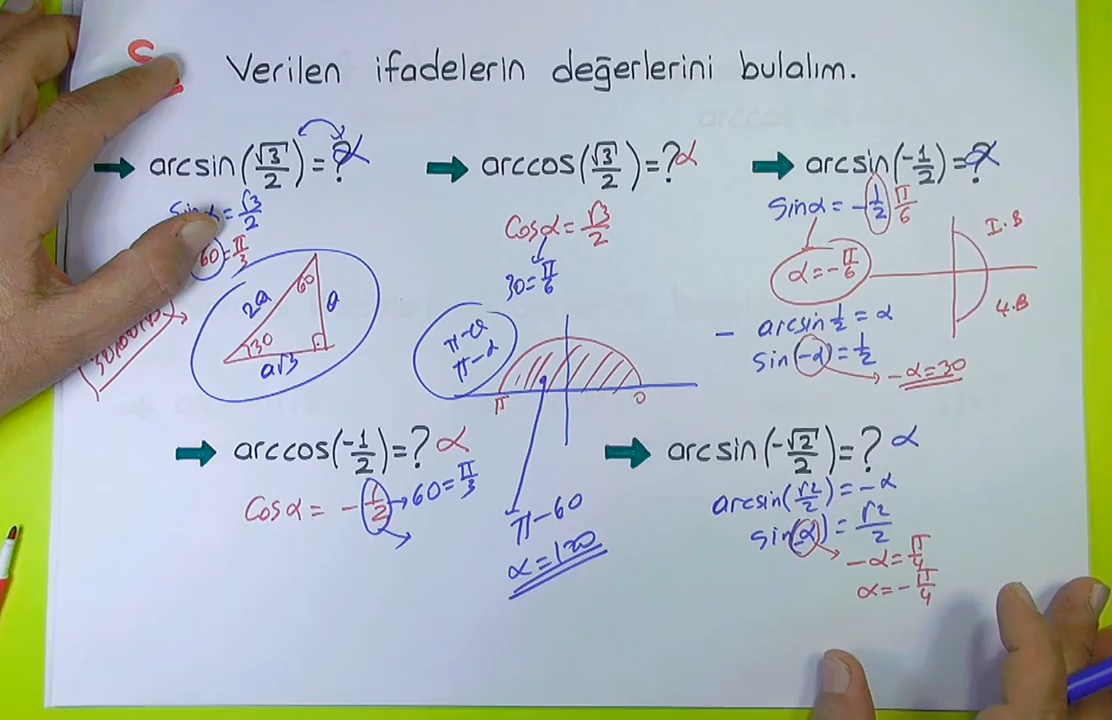 Verilen ifadelerin değerlerini bulalım.
arcsin(√3/2)=?α
sinα=√3/2
60=π/3
2a
60
a
30
a√3
arccos(√3/2)=?α
Cosα=√3/2
30=π/6
π-α
π-α
π
0
arcsin(-1/2)=?α
Sinα=-1/2 π/6
α=-π/6
I.B
4.B
- arcsin 1/2=α
sin(-α)=1/2
-α=30
arccos(-1/2)=?α
Cosα=-1/2→60=π/3
π-60
α=120
arcsin(-√2/2)=?α
arcsin(√2/2)=-α
sin(-α)=√2/2
-α=π/4
α=-π/4